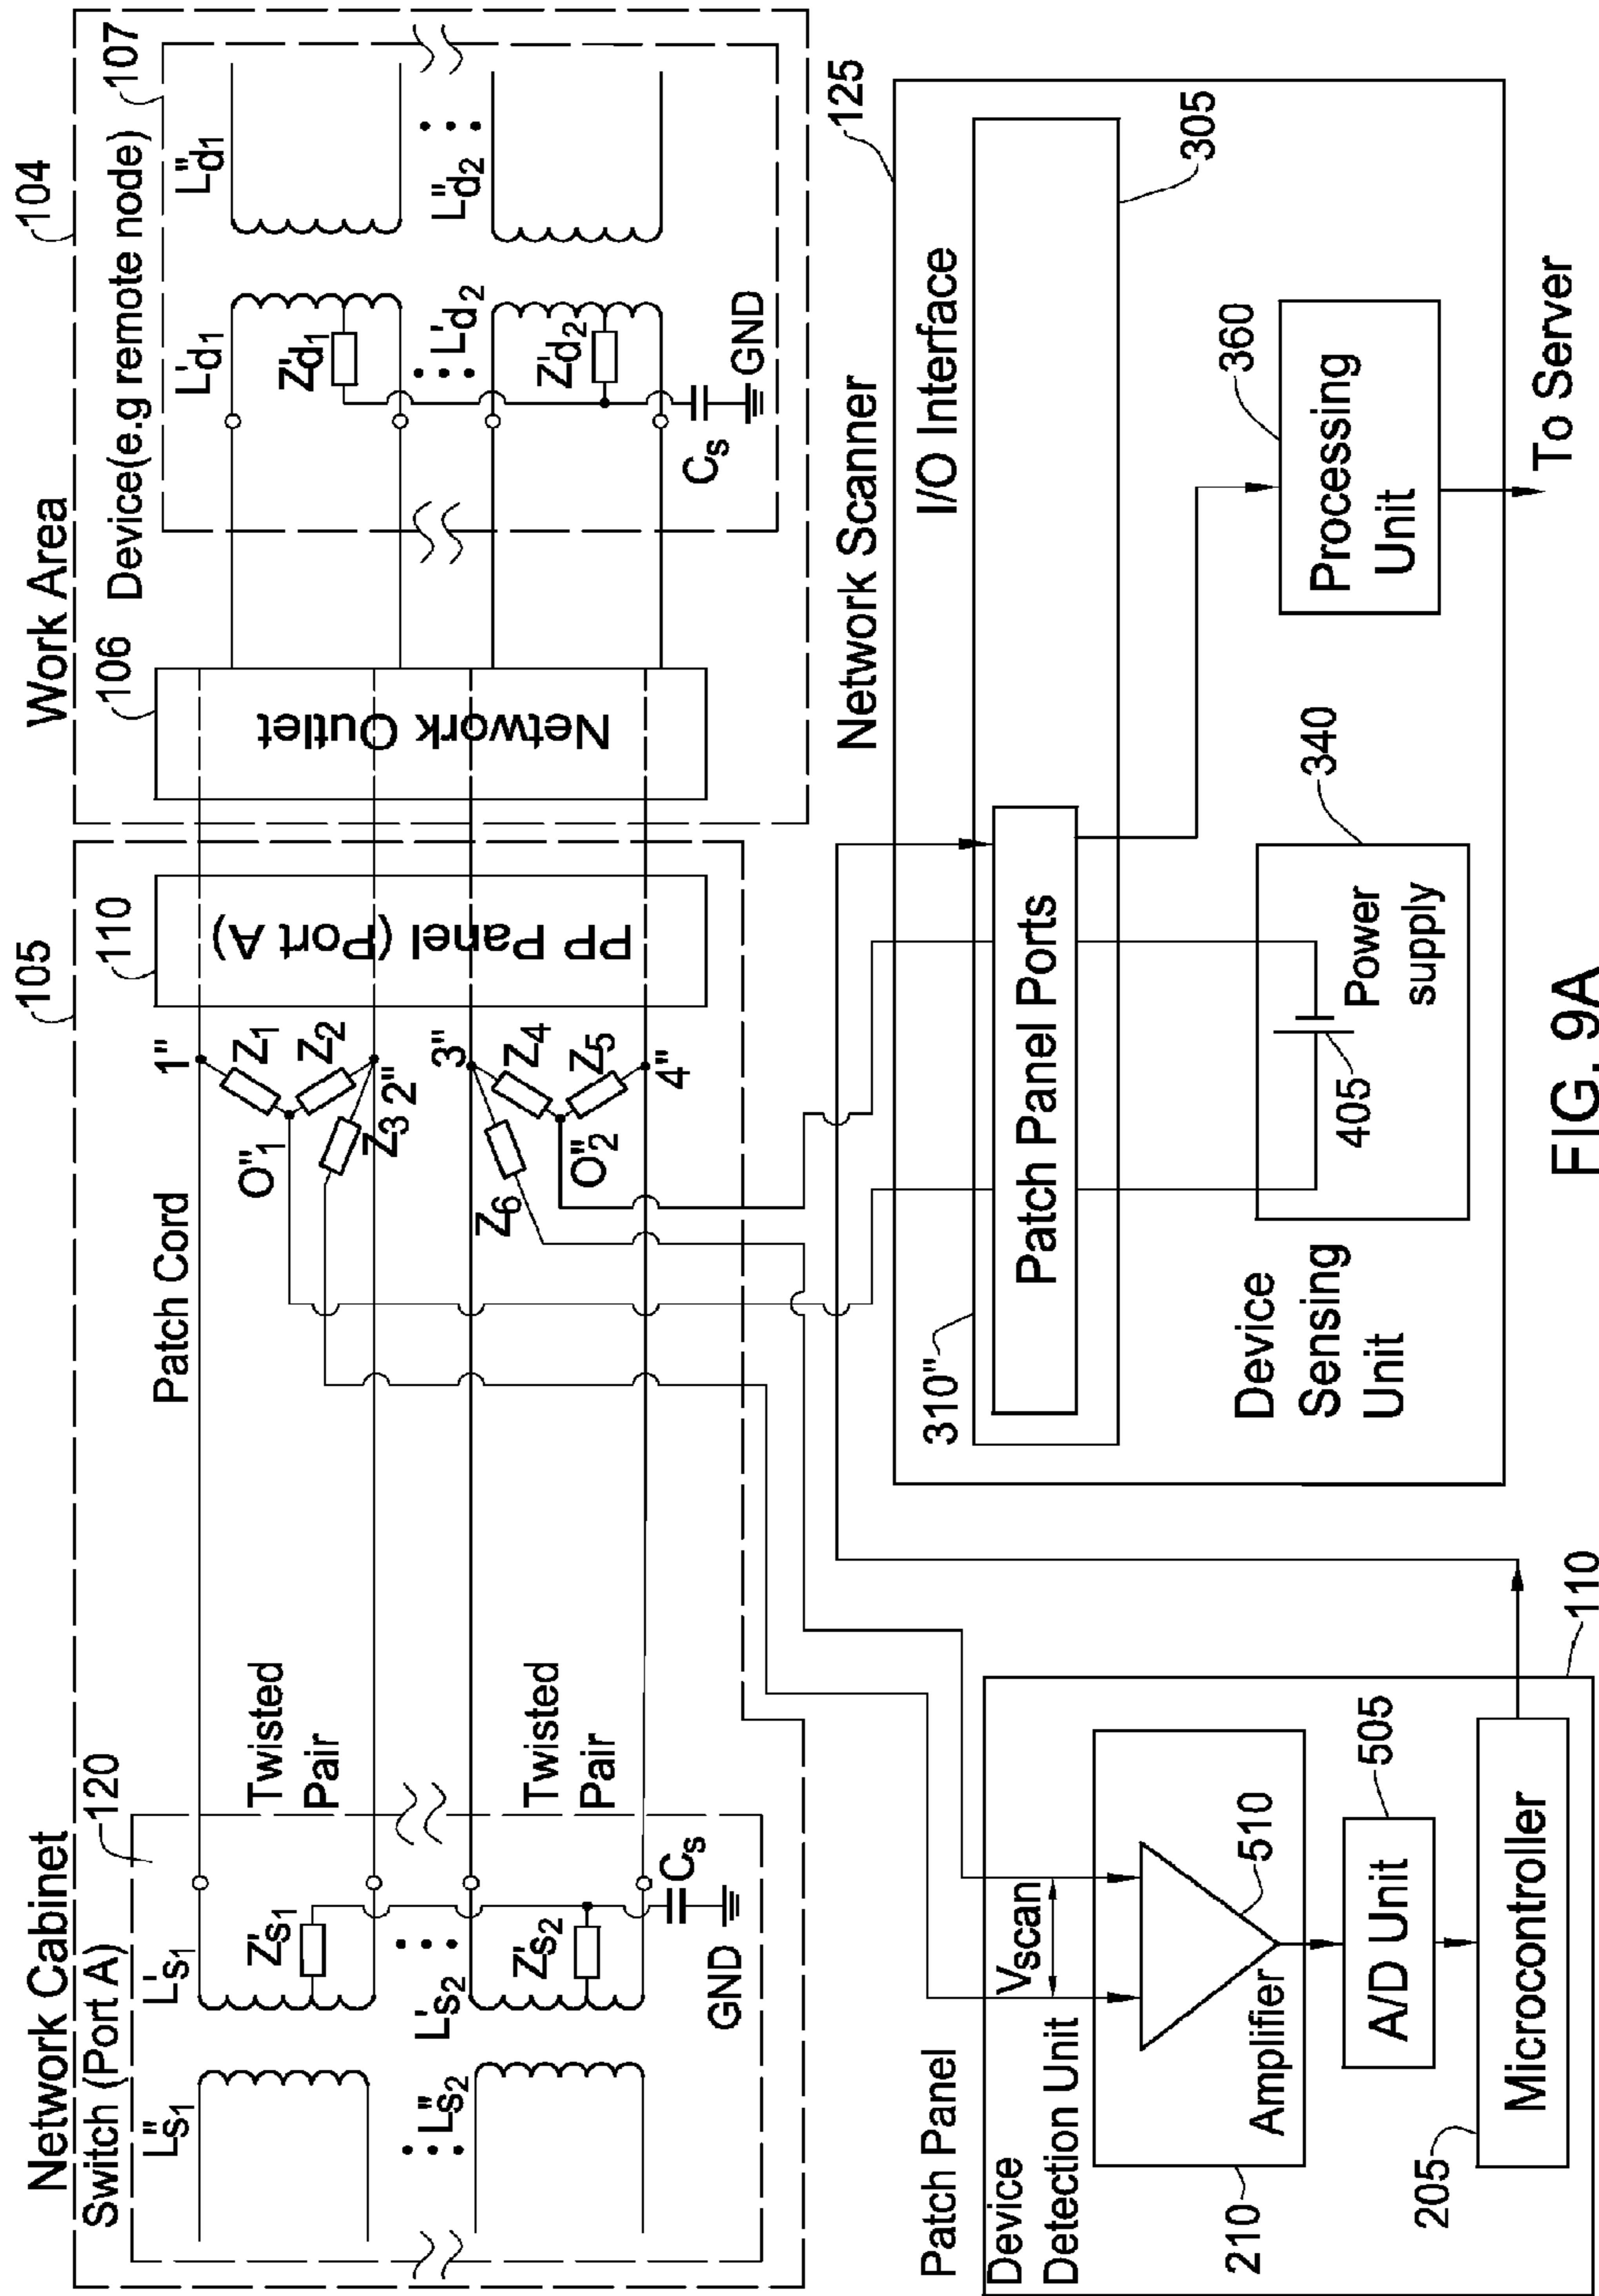 Network Cabinet
Switch (Port A)
120
L"s1
L's1
Z's1
Twisted
Pair
L"s2
L's2
Z's2
Twisted
Pair
Cs
GND
105
Patch Cord
110
1"
Z1
Z2
O"1
2"
Z3
3"
Z4
Z5
O"2
4"
Z6
PP Panel (Port A)
Work Area
104
106
Network Outlet
Device(e.g remote node)
107
L'd1
L"d1
Z'd1
L'd2
L"d2
Z'd2
Cs
GND
Patch Panel
Device
Detection Unit
Vscan
510
Amplifier
210
505
A/D Unit
205
Microcontroller
110
Network Scanner
125
I/O Interface
305
310"
Patch Panel Ports
Device
Sensing
Unit
340
405
Power
supply
360
Processing
Unit
To Server
FIG. 9A